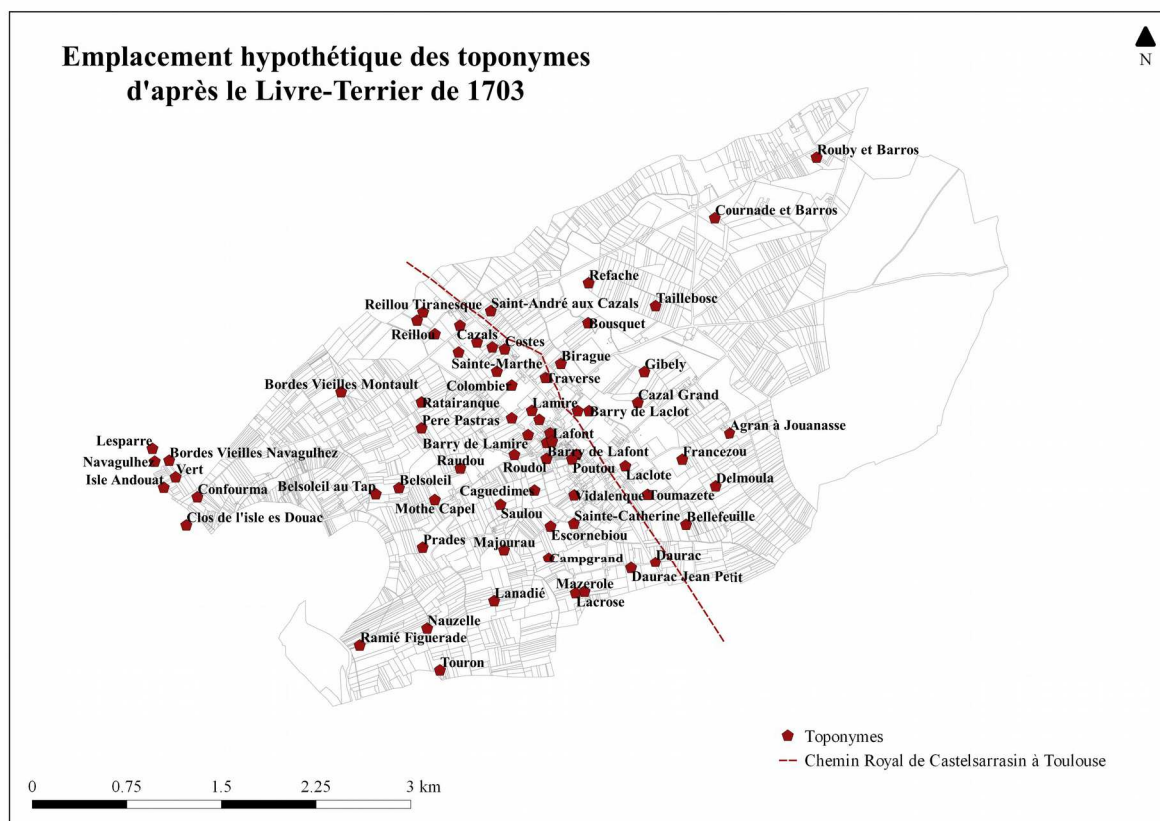 Emplacement hypothétique des toponymes
d'après le Livre-Terrier de 1703
N
Rouby et Barros
Cournade et Barros
Refache
Taillebosc
Saint-André aux Cazals
Reillou Tiranesque
Bousquet
Reillou
Cazals
Costes
Birague
Sainte-Marthe
Gibely
Traverse
Bordes Vieilles Montault
Colombier
Ratairanque
Cazal Grand
Lamire
Barry de Laclot
Pere Pastras
Agran à Jouanasse
Lafont
Lesparre
Barry de Lamire
Barry de Lafont
Bordes Vieilles Navagulhez
Francezou
Navagulhez
Raudou
Roudol
Poutou
Vert
Laclote
Isle Andouat
Belsoleil
Delmoula
Belsoleil au Tap
Confourma
Caguedimes
Vidalenque
Toumazete
Mothe Capel
Saulou
Clos de l'isle es Douac
Sainte-Catherine
Bellefeuille
Escornebiou
Prades
Majourau
Campgrand
Daurac
Daurac Jean Petit
Mazerole
Lanadié
Lacrose
Nauzelle
Ramié Figuerade
Touron
Toponymes
Chemin Royal de Castelsarrasin à Toulouse
0 0.75 1.5 2.25 3 km